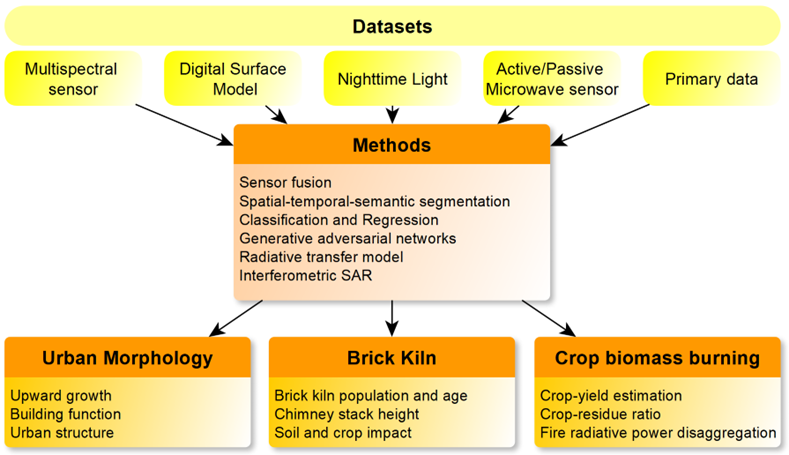 Datasets
Multispectral
sensor
Digital Surface
Model
Nighttime Light
Active/Passive
Microwave sensor
Primary data
Methods
Sensor fusion
Spatial-temporal-semantic segmentation
Classification and Regression
Generative adversarial networks
Radiative transfer model
Interferometric SAR
Urban Morphology
Upward growth
Building function
Urban structure
Brick Kiln
Brick kiln population and age
Chimney stack height
Soil and crop impact
Crop biomass burning
Crop-yield estimation
Crop-residue ratio
Fire radiative power disaggregation